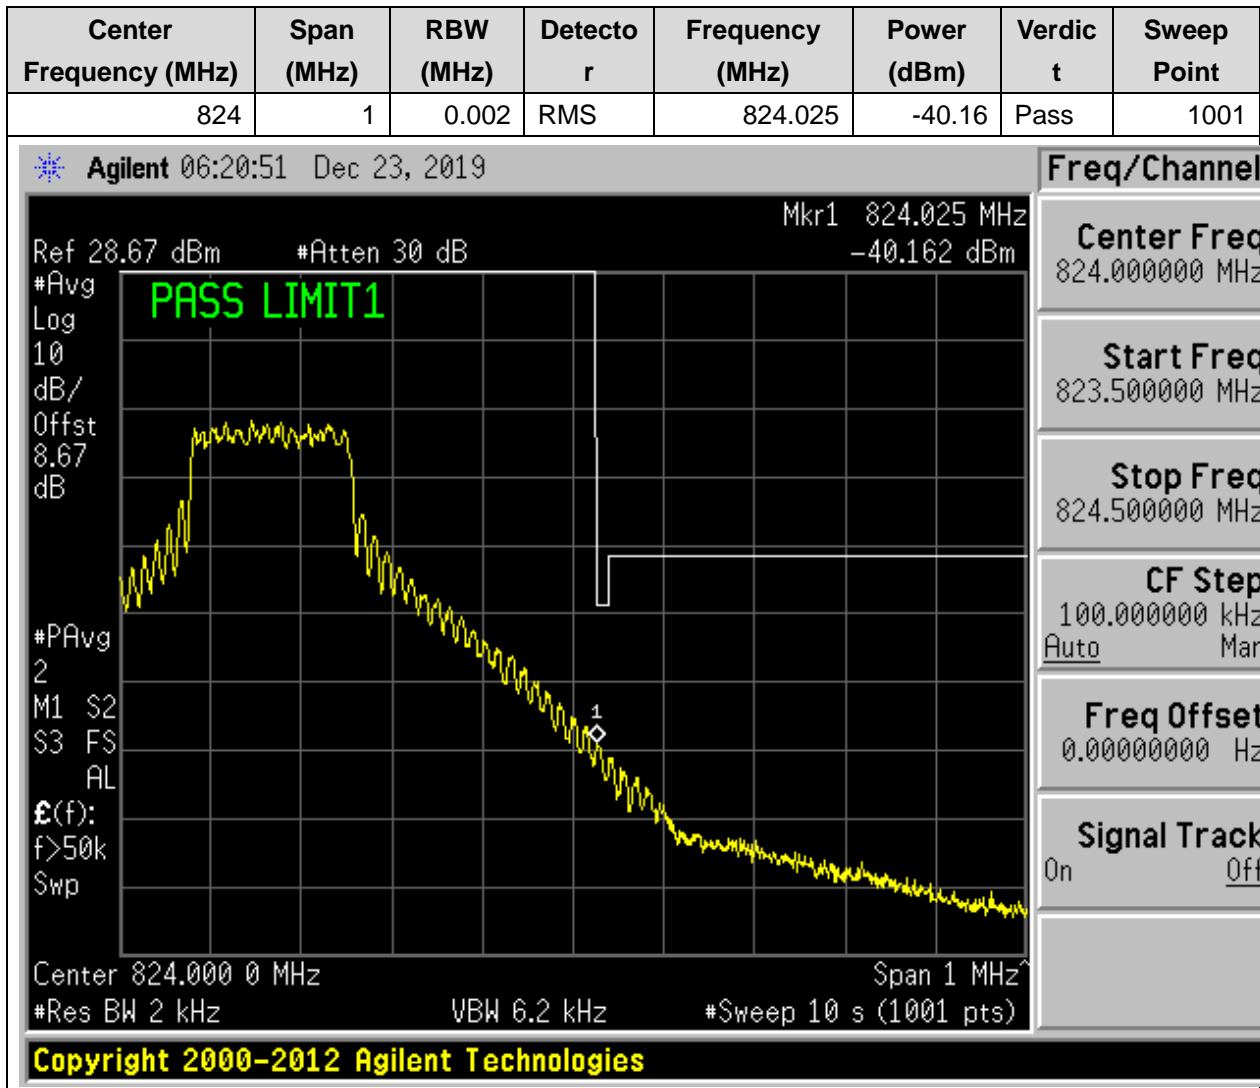 Center Frequency (MHz) Span (MHz) RBW (MHz) Detecto r Frequency (MHz) Power (dBm) Verdic t Sweep Point
824 1 0.002 RMS 824.025 -40.16 Pass 1001
Agilent 06:20:51 Dec 23, 2019
Freq/Channel
Mkr1 824.025 MHz
Ref 28.67 dBm #Atten 30 dB -40.162 dBm
#Avg
Log
10
dB/
Offst
8.67
dB
PASS LIMIT1
1
#PAvg
2
M1 S2
S3 FS
AL
£(f):
f>50k
Swp
Center 824.000 0 MHz Span 1 MHz^
#Res BW 2 kHz VBW 6.2 kHz #Sweep 10 s (1001 pts)
Copyright 2000-2012 Agilent Technologies
Center Freq
824.000000 MHz
Start Freq
823.500000 MHz
Stop Freq
824.500000 MHz
CF Step
100.000000 kHz
Auto Man
Freq Offset
0.00000000 Hz
Signal Track
On Off